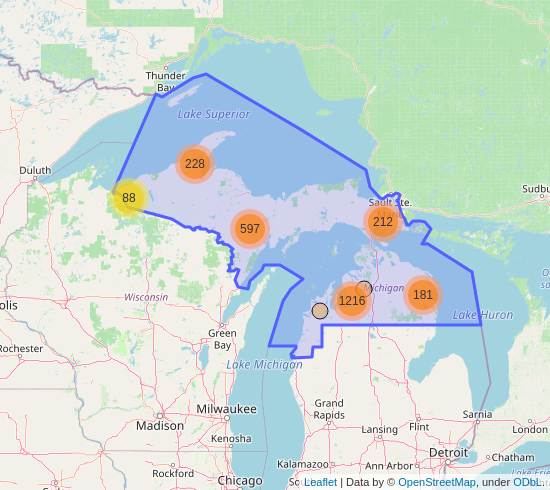 Thunder
Bay
Lake Superior
228
Duluth
88
Sault Ste.
212
Sudbu
597
Michigan
1216
181
Wisconsin
olis
Lake Huron
Green
Bay
Rochester
Lake Michigan
Grand
Rapids
Sarnia
Milwaukee
Madison
Lansing
Flint
London
Kenosha
Detroit
Chatham
Kalamazoo
Ann Arbor
Rockford
Chicago
Leaflet | Data by © OpenStreetMap, under ODbL.